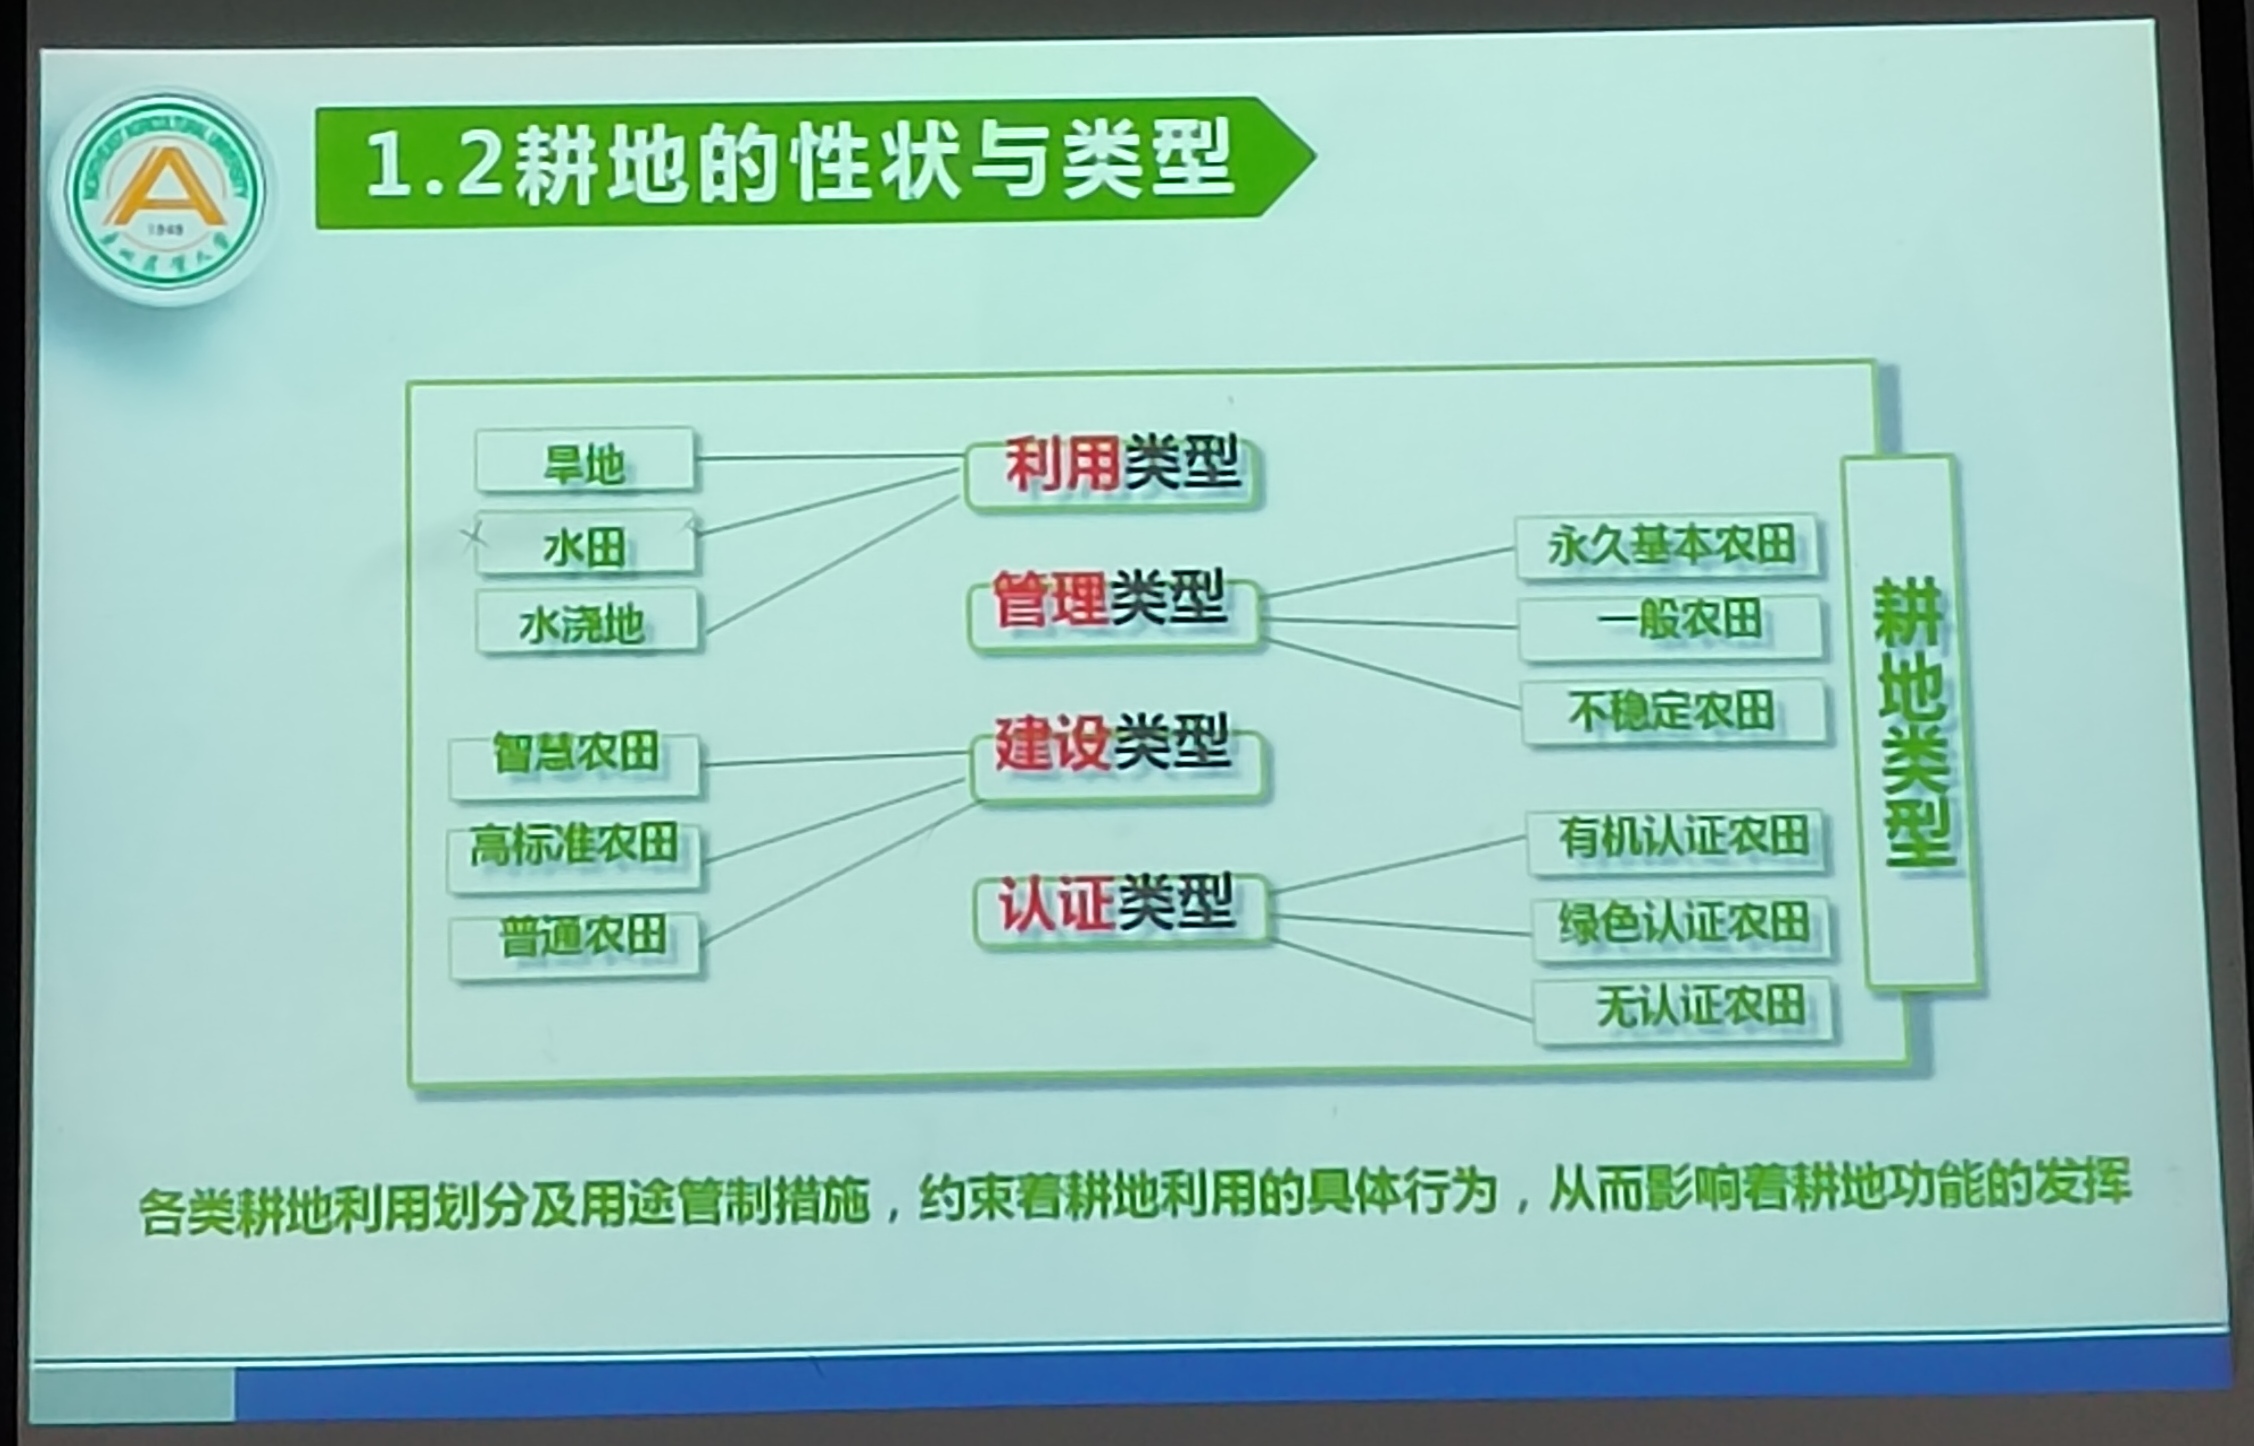 1.2耕地的性状与类型
1948
旱地
水田
水浇地
利用类型
管理类型
永久基本农田
一般农田
不稳定农田
智慧农田
高标准农田
普通农田
建设类型
认证类型
有机认证农田
绿色认证农田
无认证农田
耕地类型
各类耕地利用划分及用途管制措施，约束着耕地利用的具体行为，从而影响着耕地功能的发挥